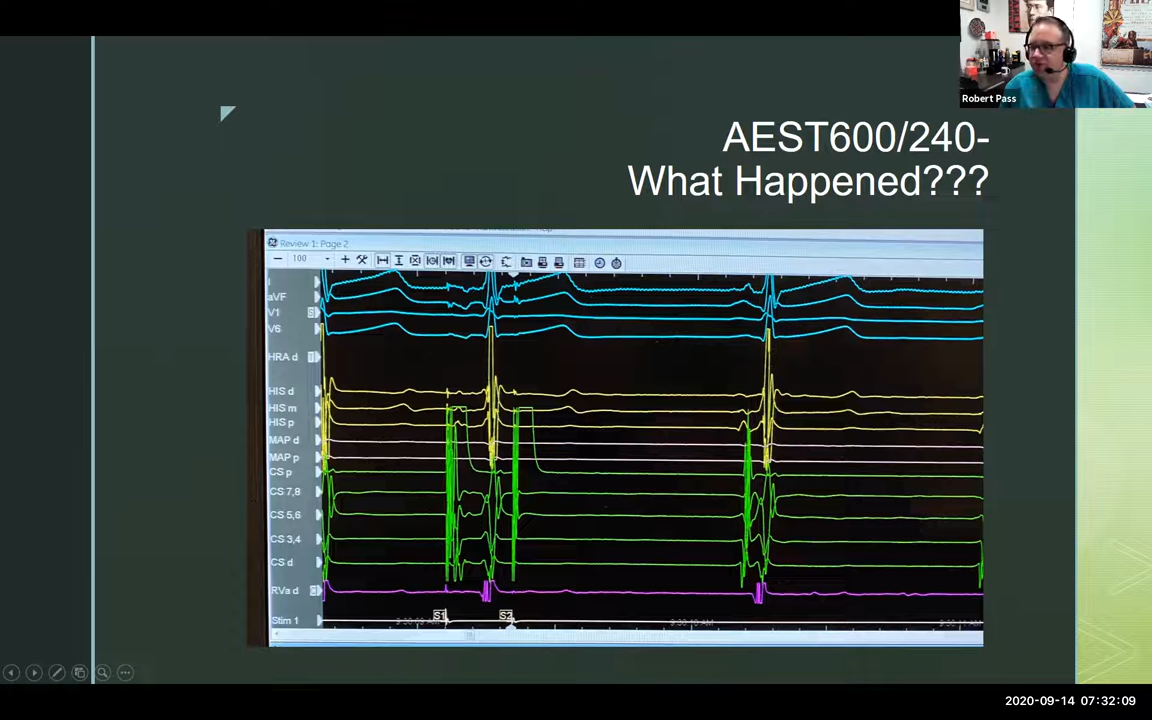 Robert Pass
AEST600/240-
What Happened???
Review 1: Page 2
100
I
aVF
V1
S
V6
HRA d
1
HIS d
HIS m
HIS p
MAP d
MAP p
CS p
CS 7,8
CS 5,6
CS 3,4
CS d
RVa d
S1
S2
Stim 1
2020-09-14 07:32:09